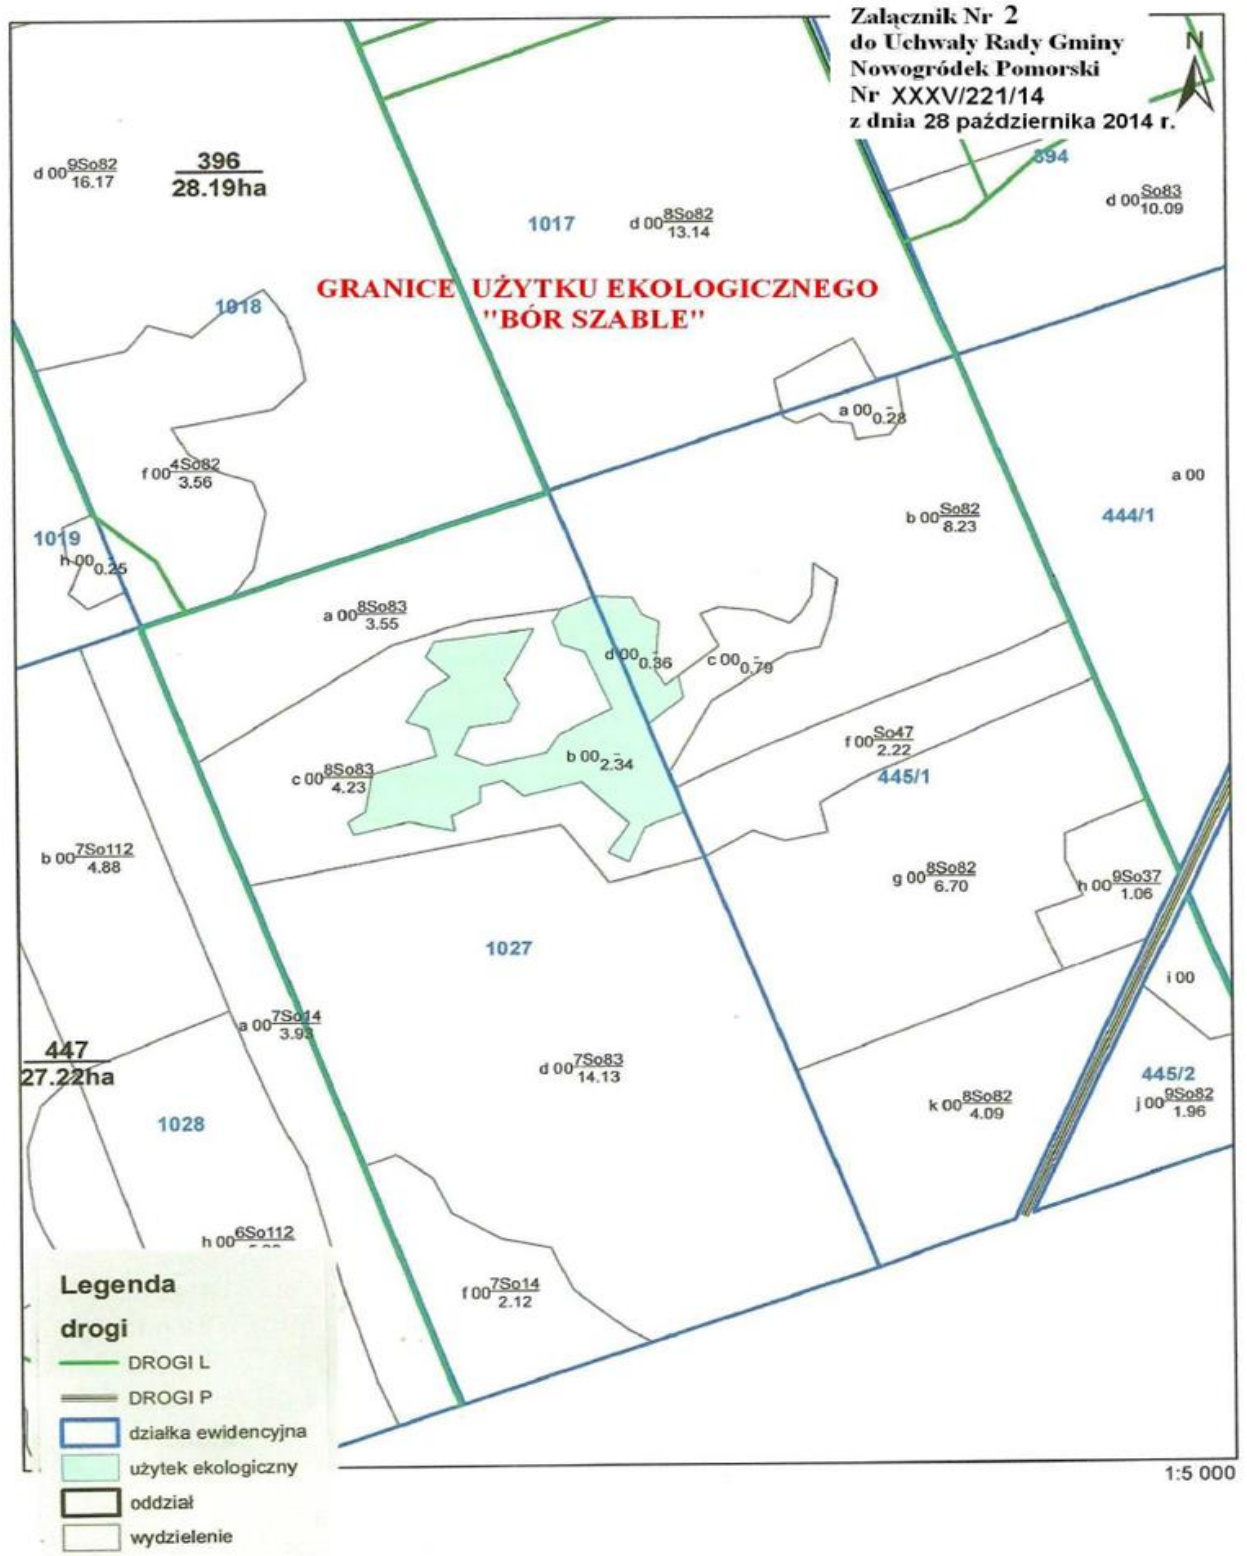 Załącznik Nr 2
do Uchwały Rady Gminy
Nowogródek Pomorski
Nr XXXV/221/14
z dnia 28 października 2014 r.
N
394
d 00 9So82
16.17
396
28.19ha
d 00 So83
10.09
1017
d 00 8So82
13.14
GRANICE UŻYTKU EKOLOGICZNEGO
"BÓR SZABLE"
1018
a 00 -
0.28
f 00 4So82
3.56
a 00
b 00 So82
8.23
444/1
1019
h 00 -
0.25
a 00 8So83
3.55
d 00 -
0.36
c 00 -
0.79
f 00 So47
2.22
b 00 -
2.34
c 00 8So83
4.23
445/1
b 00 7So112
4.88
g 00 8So82
6.70
h 00 9So37
1.06
1027
i 00
a 00 7So14
3.93
447
27.22ha
d 00 7So83
14.13
445/2
k 00 8So82
4.09
j 00 9So82
1.96
1028
h 00 6So112
f 00 7So14
2.12
Legenda
drogi
DROGI L
DROGI P
działka ewidencyjna
użytek ekologiczny
oddział
wydzielenie
1:5 000